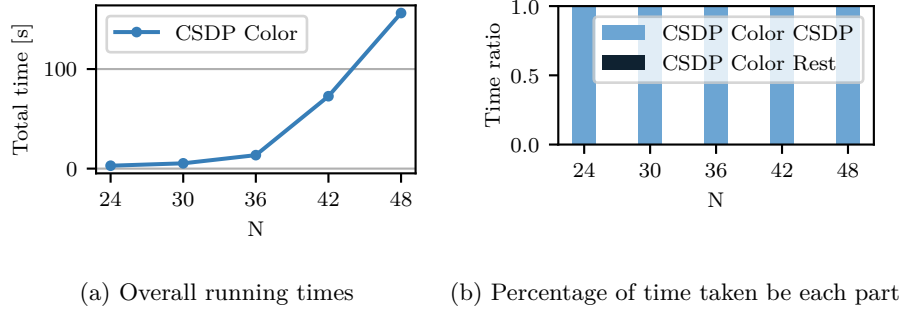 Total time [s]
100
0
CSDP Color
24 30 36 42 48
N
(a) Overall running times
Time ratio
1.0
0.5
0.0
CSDP Color CSDP
CSDP Color Rest
24 30 36 42 48
N
(b) Percentage of time taken be each part